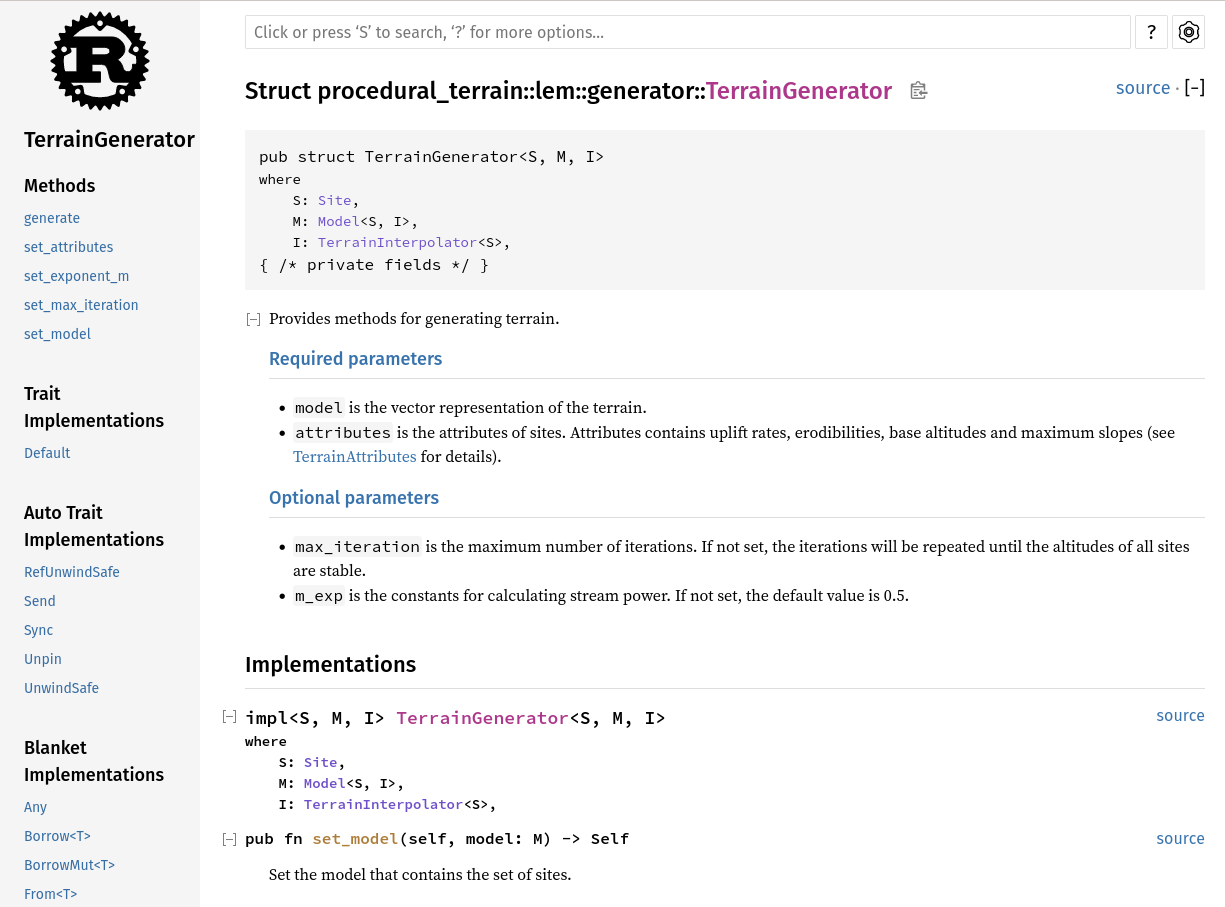 R
TerrainGenerator
Methods
generate
set_attributes
set_exponent_m
set_max_iteration
set_model
Trait
Implementations
Default
Auto Trait
Implementations
RefUnwindSafe
Send
Sync
Unpin
UnwindSafe
Blanket
Implementations
Any
Borrow<T>
BorrowMut<T>
From<T>
Click or press ‘S’ to search, ‘?’ for more options…
?
Struct procedural_terrain::lem::generator::TerrainGenerator
source · [-]
pub struct TerrainGenerator<S, M, I>
where
    S: Site,
    M: Model<S, I>,
    I: TerrainInterpolator<S>,
{ /* private fields */ }
[−] Provides methods for generating terrain.
Required parameters
• model is the vector representation of the terrain.
• attributes is the attributes of sites. Attributes contains uplift rates, erodibilities, base altitudes and maximum slopes (see
TerrainAttributes for details).
Optional parameters
• max_iteration is the maximum number of iterations. If not set, the iterations will be repeated until the altitudes of all sites
are stable.
• m_exp is the constants for calculating stream power. If not set, the default value is 0.5.
Implementations
[−] impl<S, M, I> TerrainGenerator<S, M, I> source
where
    S: Site,
    M: Model<S, I>,
    I: TerrainInterpolator<S>,
[−] pub fn set_model(self, model: M) -> Self source
Set the model that contains the set of sites.